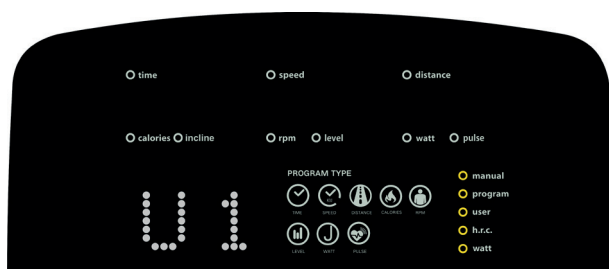 time speed distance
calories incline rpm level watt pulse
PROGRAM TYPE
TIME SPEED DISTANCE CALORIES RPM
LEVEL WATT PULSE
U1
manual
program
user
h.r.c.
watt